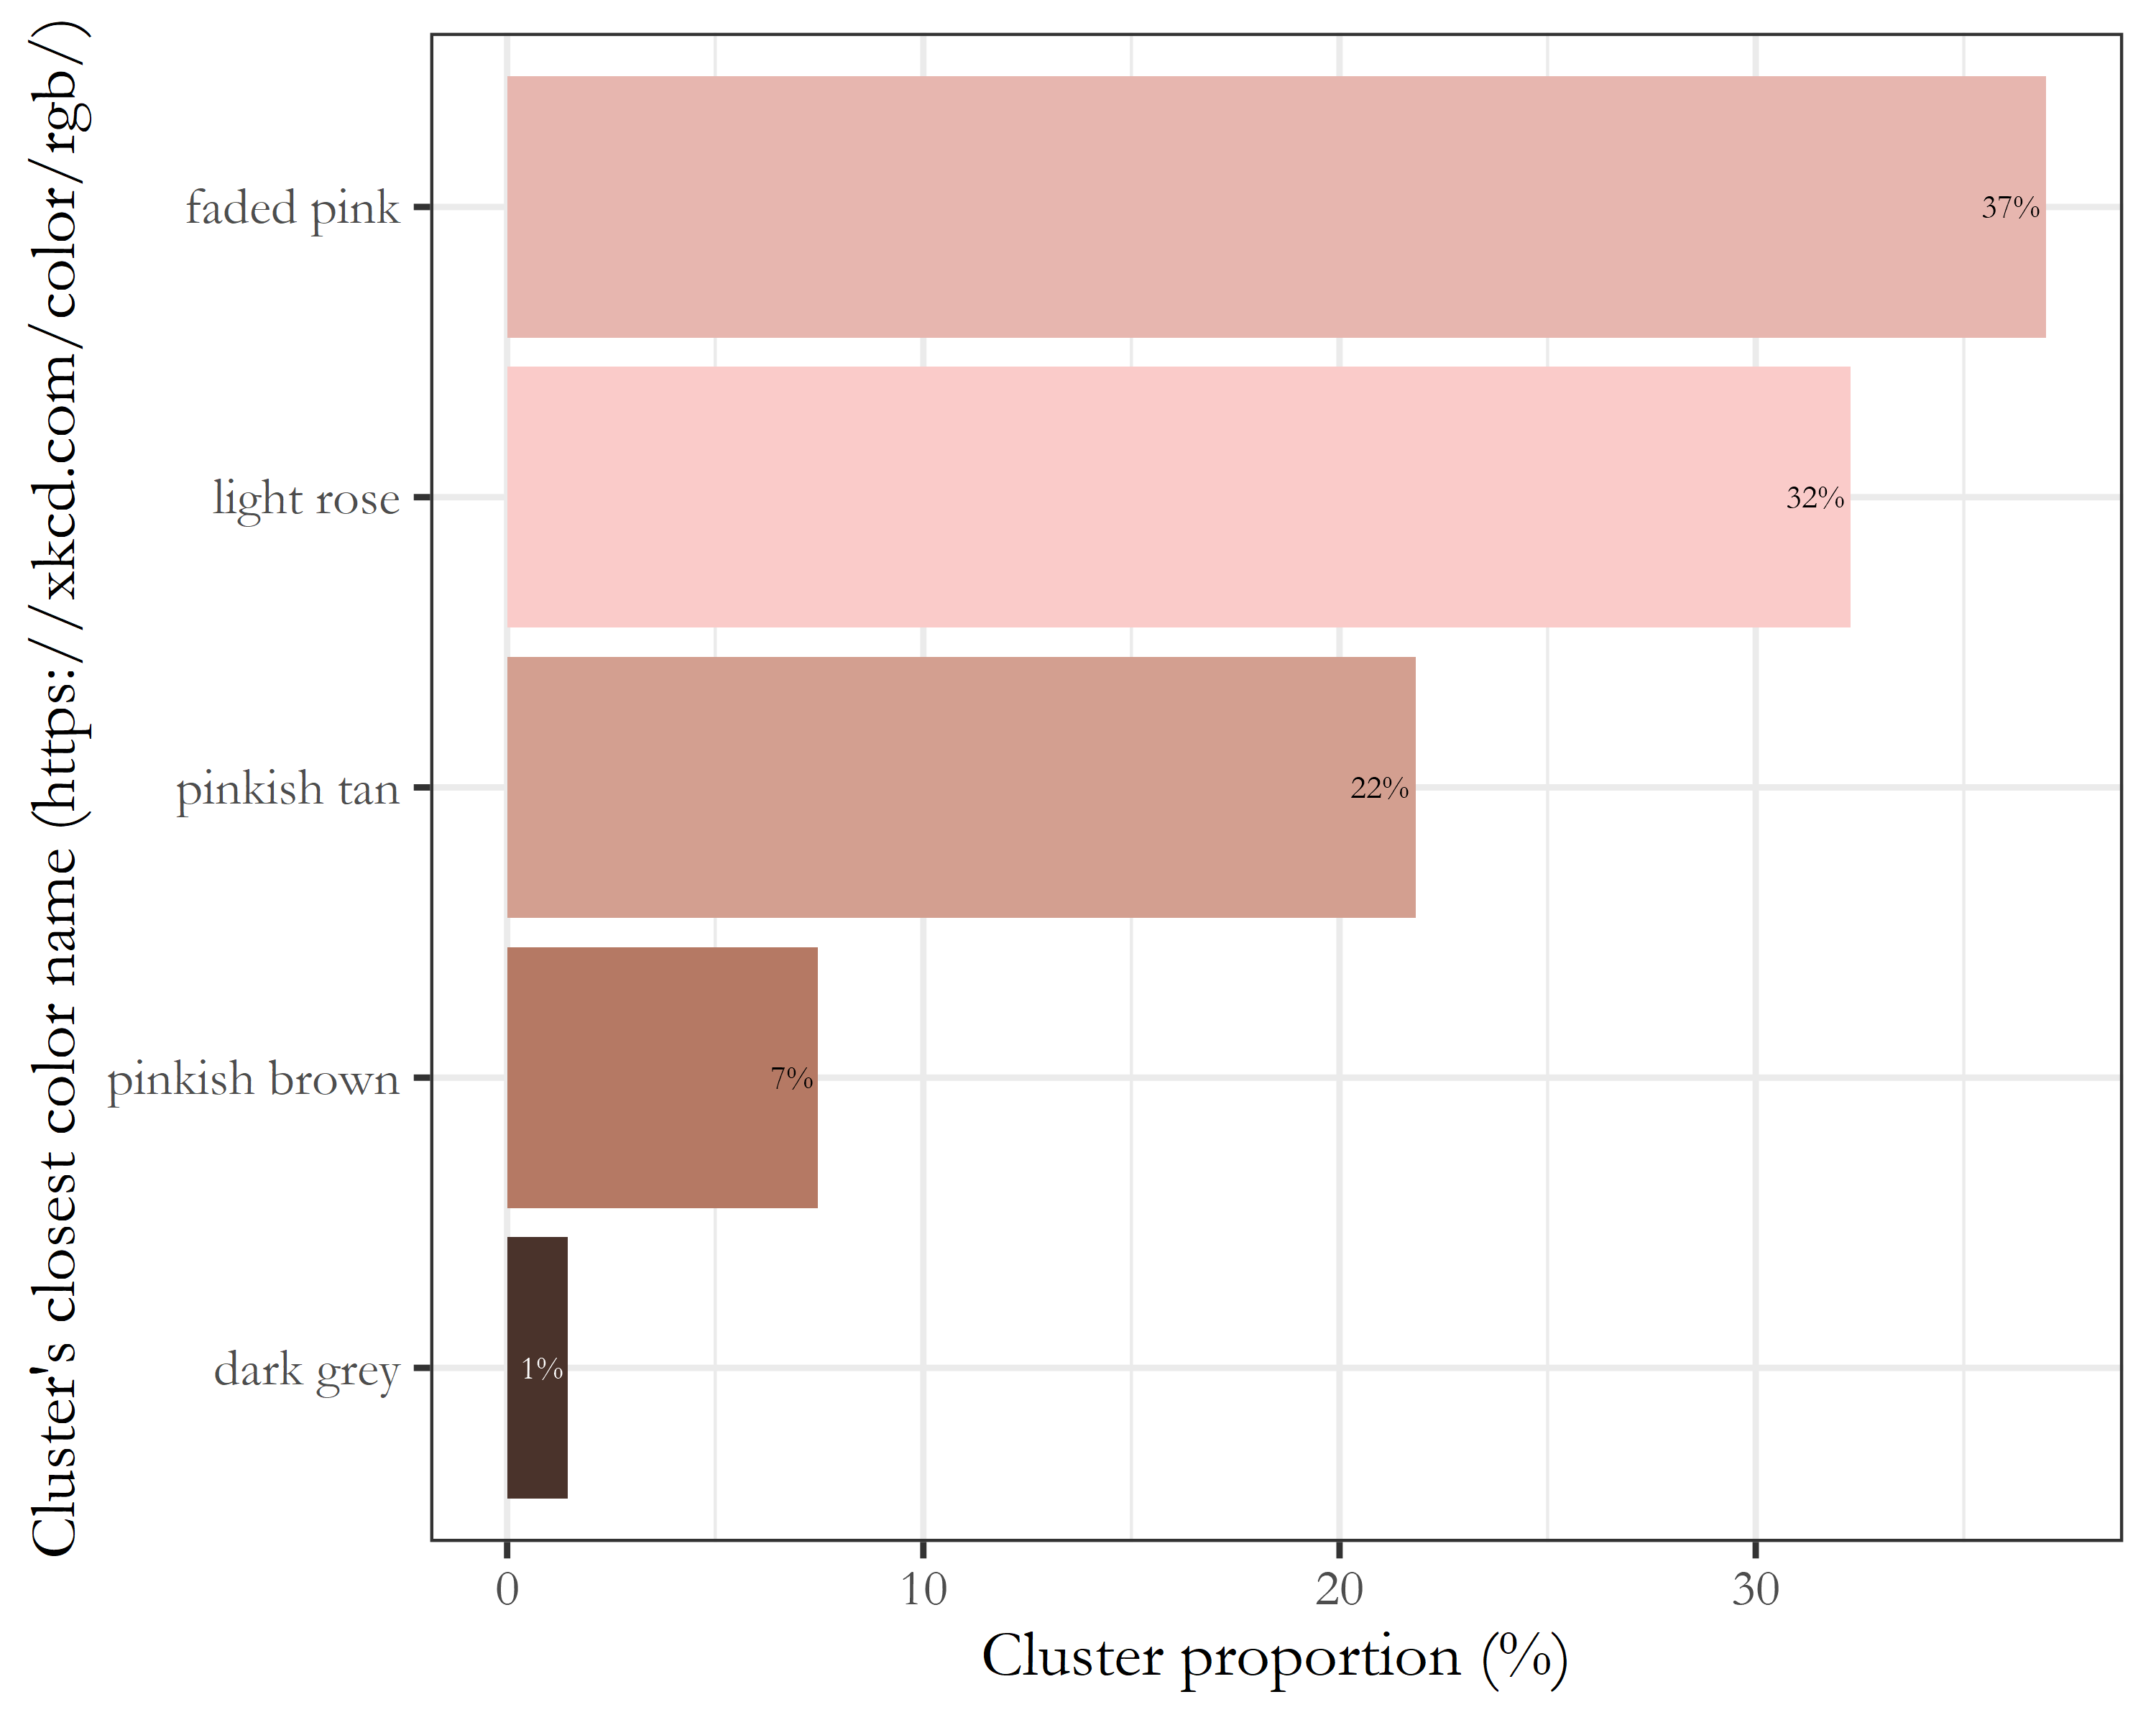 Cluster's closest color name (https://xkcd.com/color/rgb/)
faded pink
37%
light rose
32%
pinkish tan
22%
pinkish brown
7%
dark grey
1%
0 10 20 30
Cluster proportion (%)